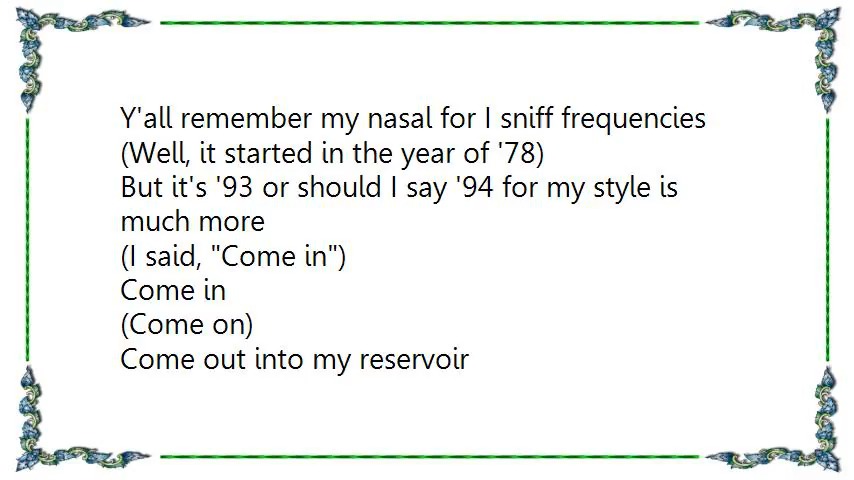 Y'all remember my nasal for I sniff frequencies
(Well, it started in the year of '78)
But it's '93 or should I say '94 for my style is
much more
(I said, "Come in")
Come in
(Come on)
Come out into my reservoir